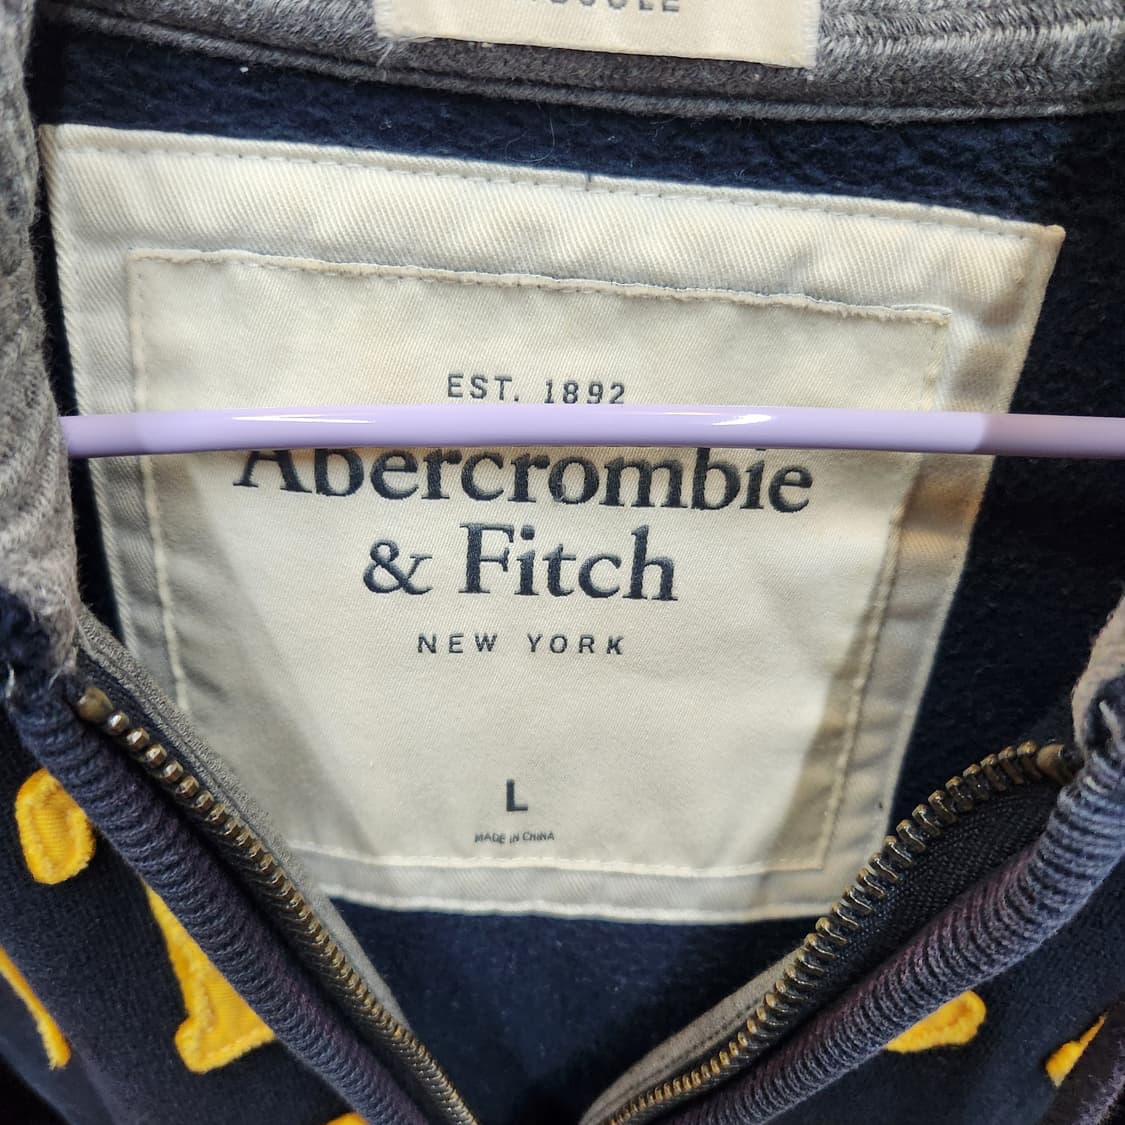 EST. 1892
Abercrombie
& Fitch
NEW YORK
L
MADE IN CHINA